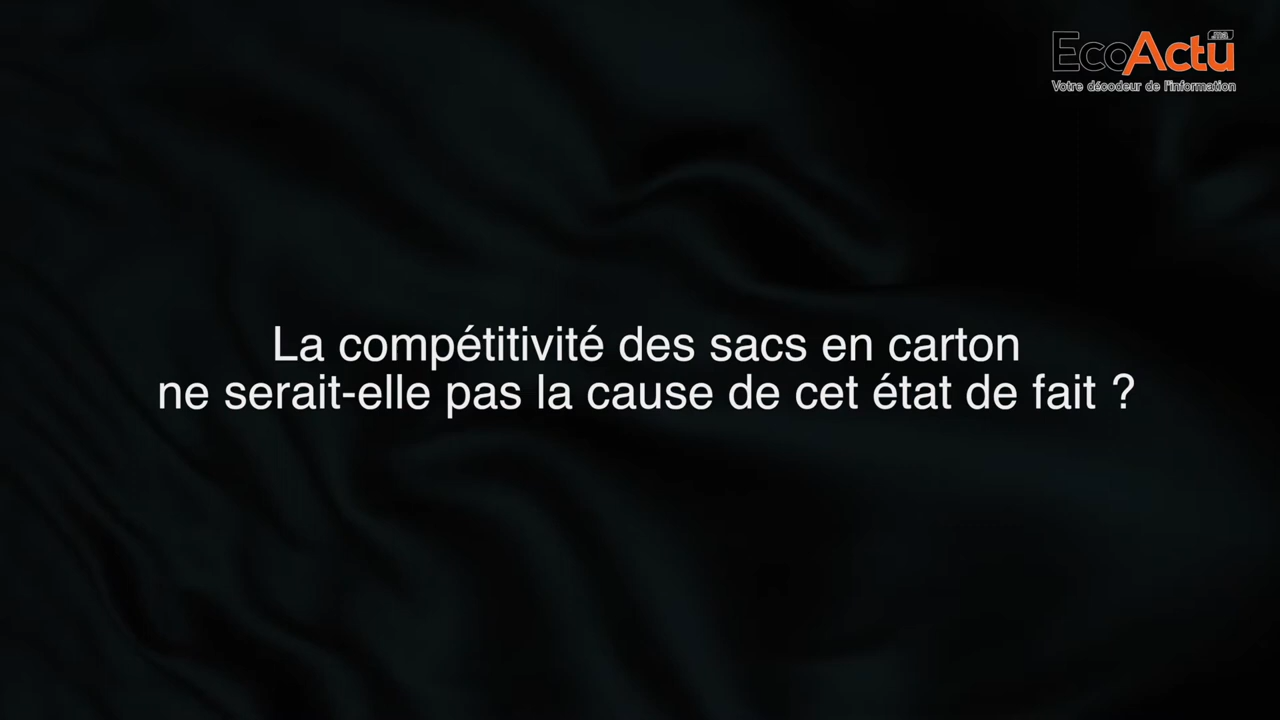 .ma
EcoActu
Votre décodeur de l'information
La compétitivité des sacs en carton
ne serait-elle pas la cause de cet état de fait ?